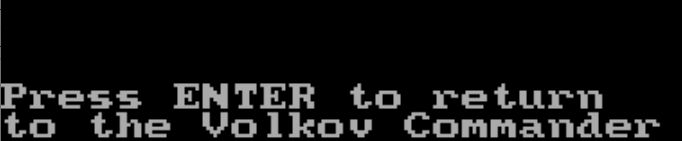 Press ENTER to return
to the Volkov Commander